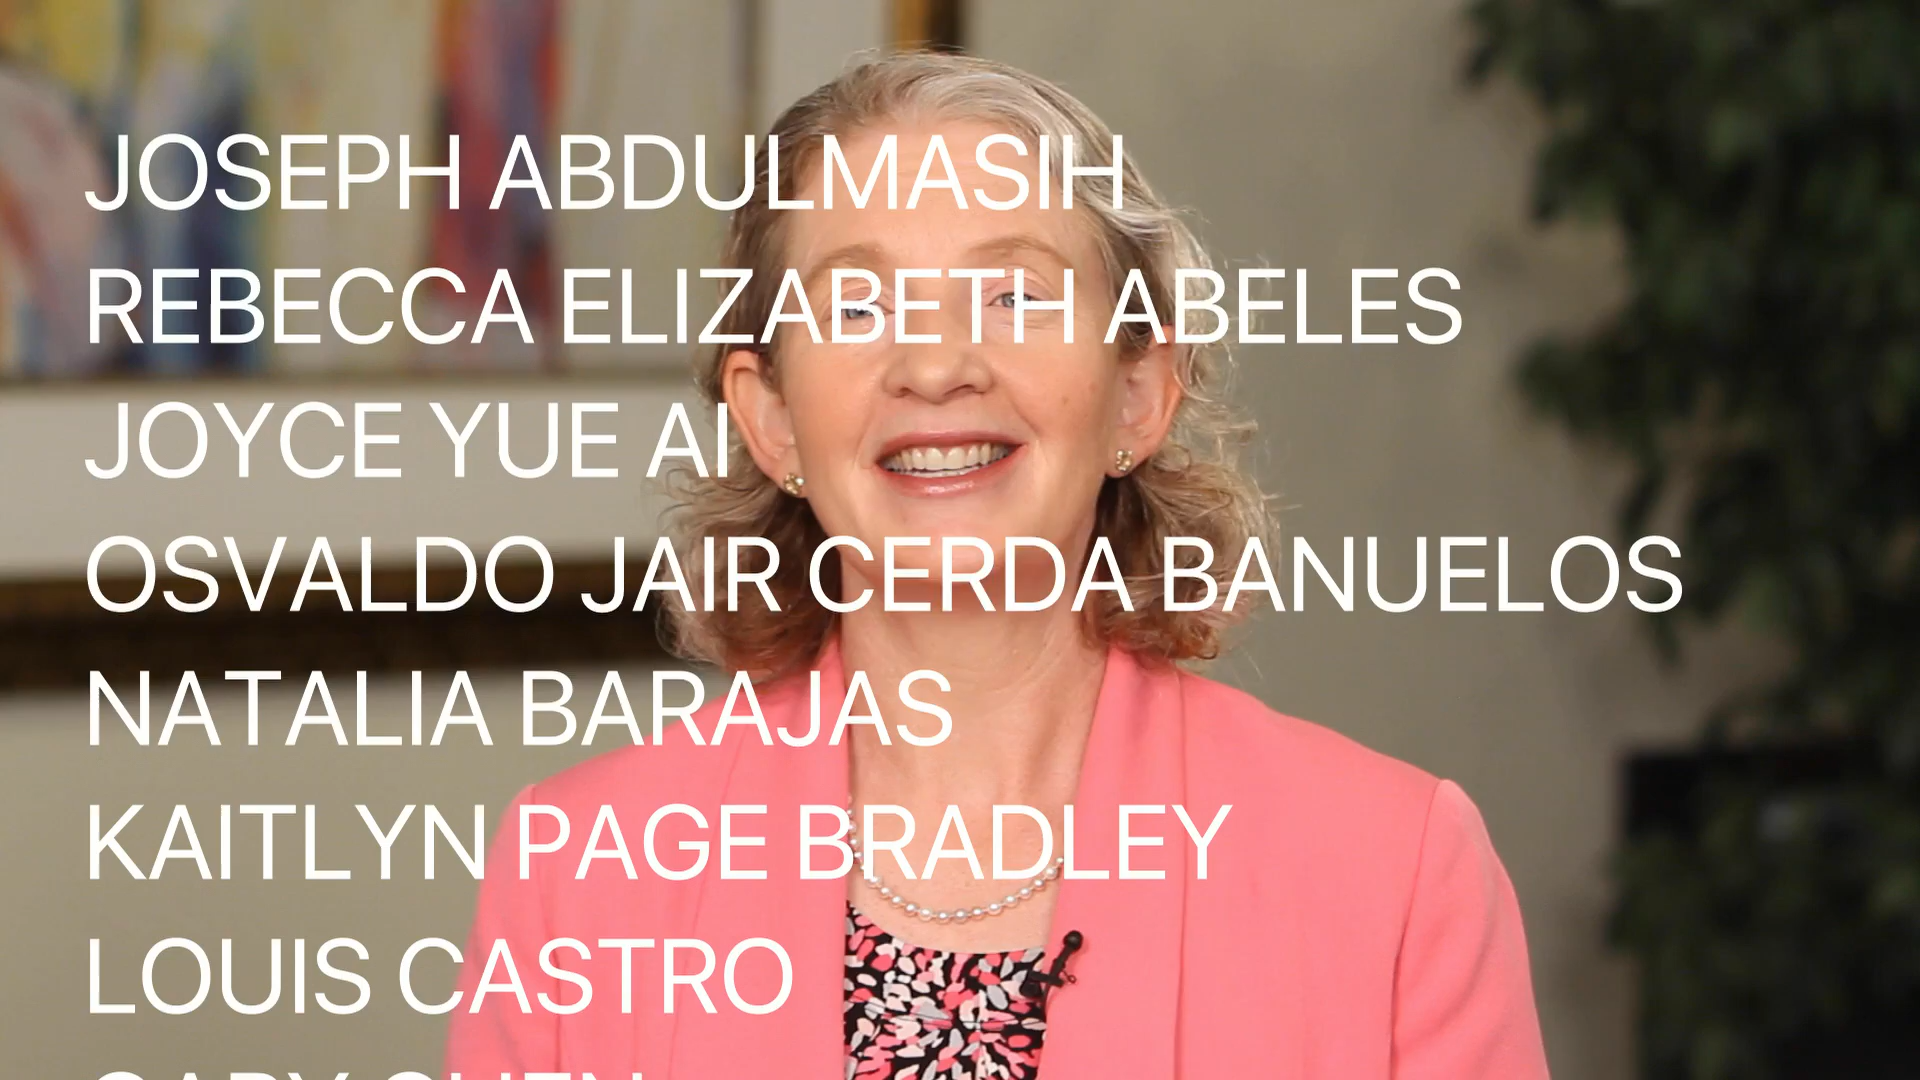 JOSEPH ABDULMASIH
REBECCA ELIZABETH ABELES
JOYCE YUE AI
OSVALDO JAIR CERDA BANUELOS
NATALIA BARAJAS
KAITLYN PAGE BRADLEY
LOUIS CASTRO